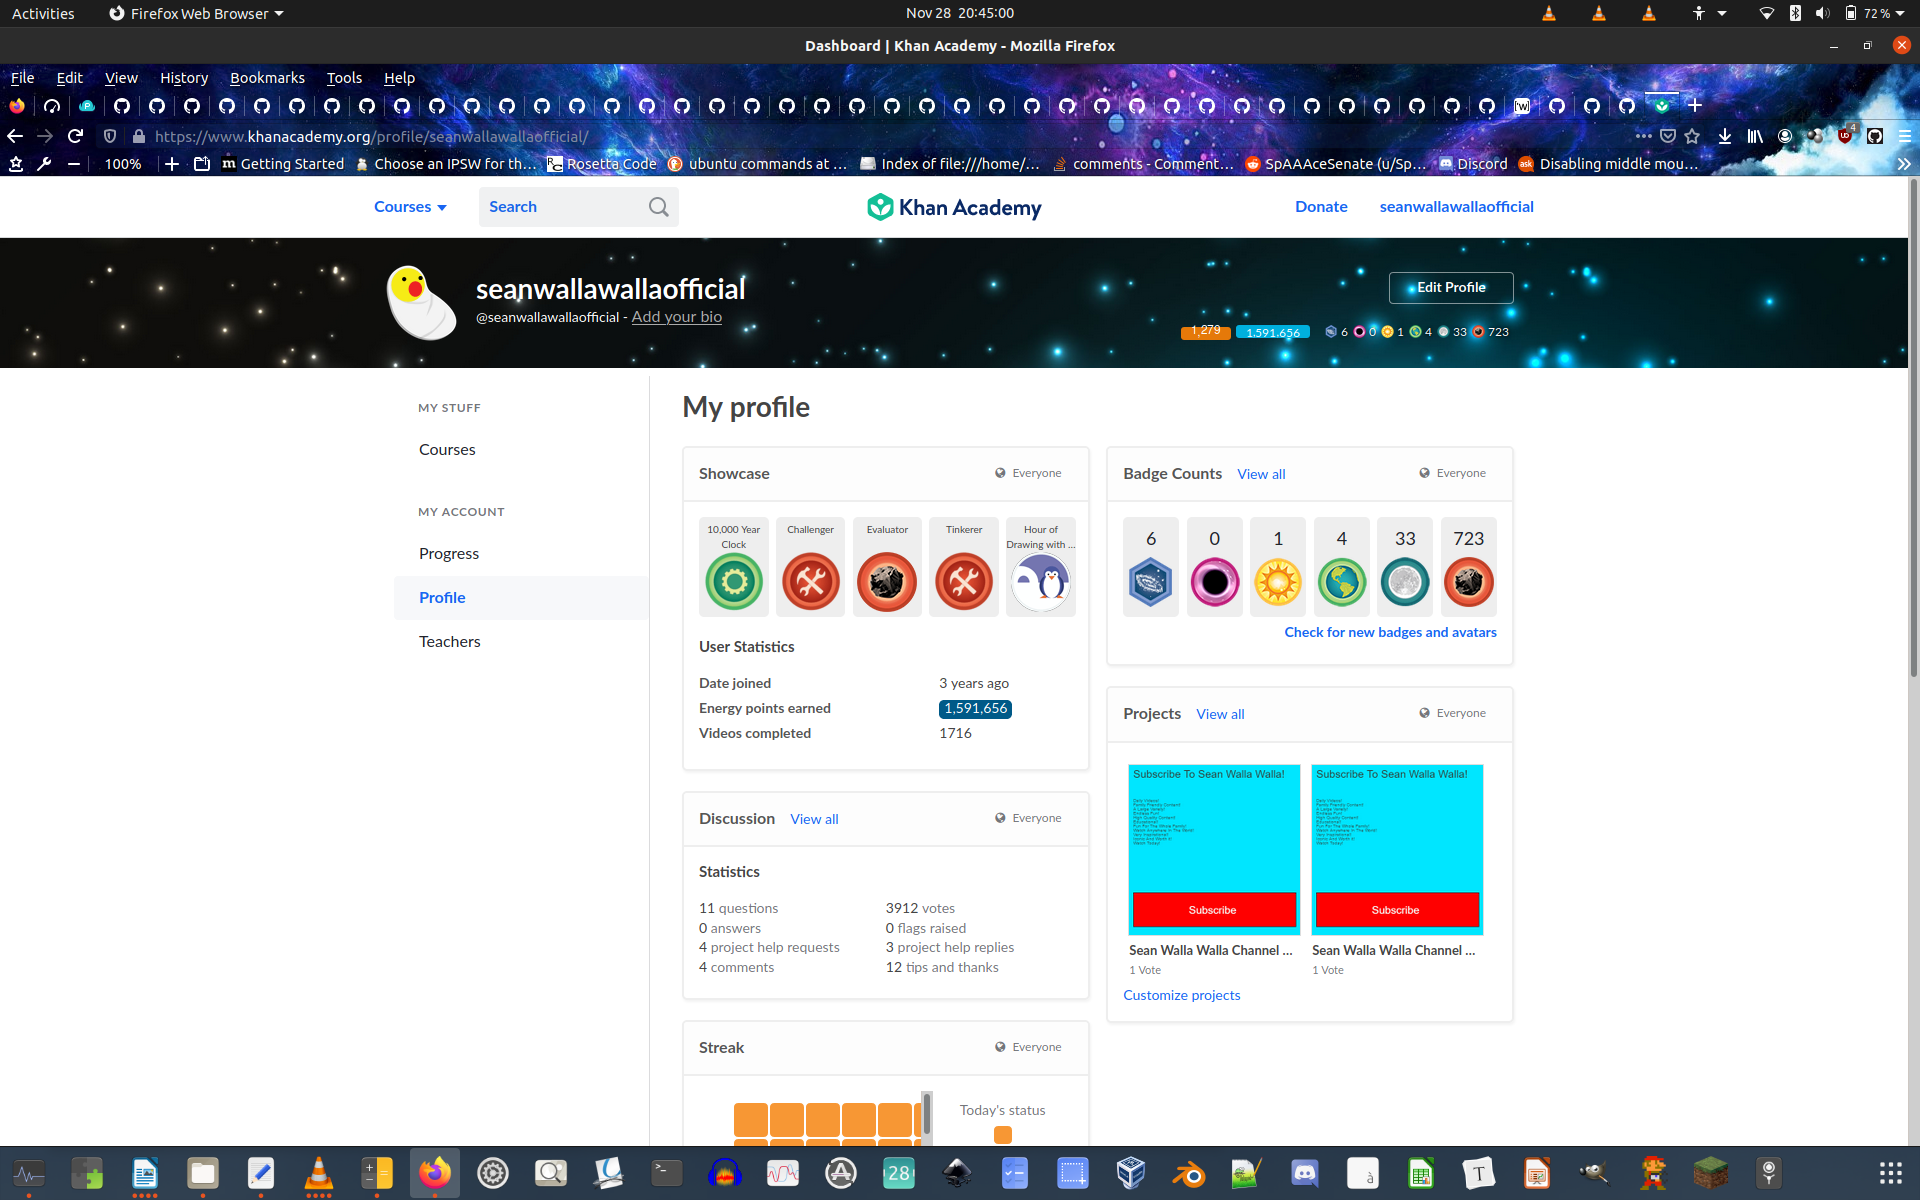 Activities
Firefox Web Browser
Nov 28 20:45:00
72 %
Dashboard | Khan Academy - Mozilla Firefox
File Edit View History Bookmarks Tools Help
https://www.khanacademy.org/profile/seanwallawallaofficial/
4
100%
Getting Started
Choose an IPSW for th…
Rosetta Code
ubuntu commands at …
Index of file:///home/…
comments - Comment…
SpAAAceSenate (u/Sp…
Discord
Disabling middle mou…
Courses
Search
Khan Academy
Donate
seanwallawallaofficial
seanwallawallaofficial
@seanwallawallaofficial - Add your bio
Edit Profile
1,279 1,591,656 6 0 1 4 33 723
MY STUFF
Courses
MY ACCOUNT
Progress
Profile
Teachers
My profile
Showcase
Everyone
10,000 Year Clock
Challenger
Evaluator
Tinkerer
Hour of Drawing with ...
User Statistics
Date joined 3 years ago
Energy points earned 1,591,656
Videos completed 1716
Discussion View all
Everyone
Statistics
11 questions 3912 votes
0 answers 0 flags raised
4 project help requests 3 project help replies
4 comments 12 tips and thanks
Streak
Everyone
Today's status
Badge Counts View all
Everyone
6 0 1 4 33 723
Check for new badges and avatars
Projects View all
Everyone
Subscribe To Sean Walla Walla!
Subscribe
Sean Walla Walla Channel ...
1 Vote
Subscribe To Sean Walla Walla!
Subscribe
Sean Walla Walla Channel ...
1 Vote
Customize projects
28